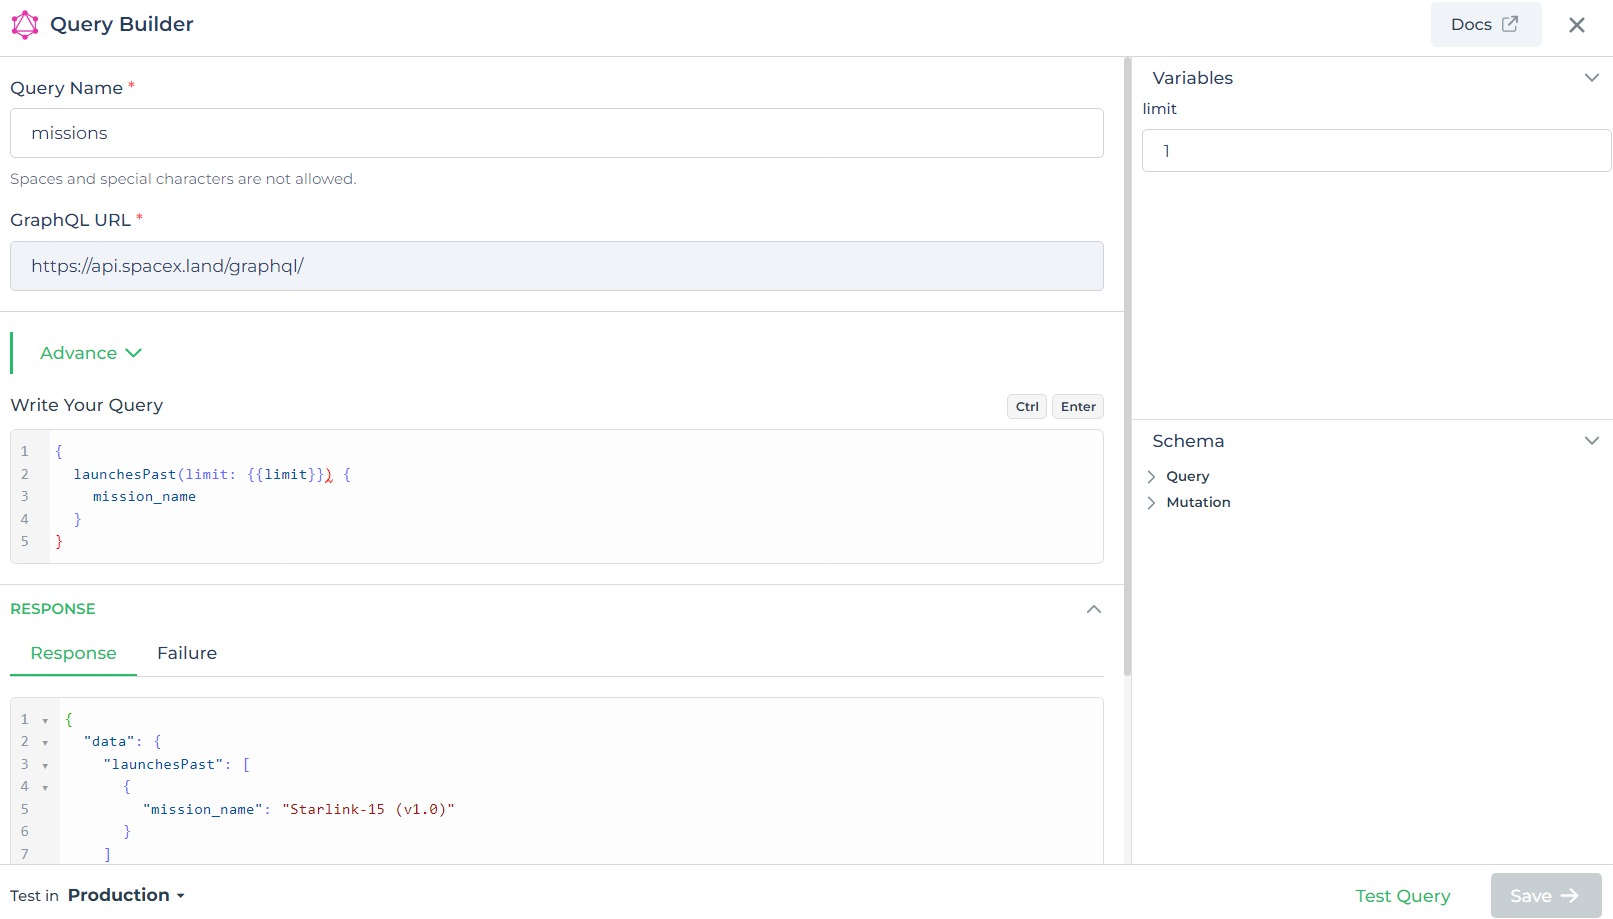 Query Builder
Docs
Query Name *
missions
Spaces and special characters are not allowed.
GraphQL URL *
https://api.spacex.land/graphql/
Advance
Write Your Query
Ctrl Enter
1 {
2 launchesPast(limit: {{limit}}) {
3 mission_name
4 }
5 }
RESPONSE
Response Failure
1 {
2 "data": {
3 "launchesPast": [
4 {
5 "mission_name": "Starlink-15 (v1.0)"
6 }
7 ]
Variables
limit
1
Schema
Query
Mutation
Test in Production
Test Query
Save